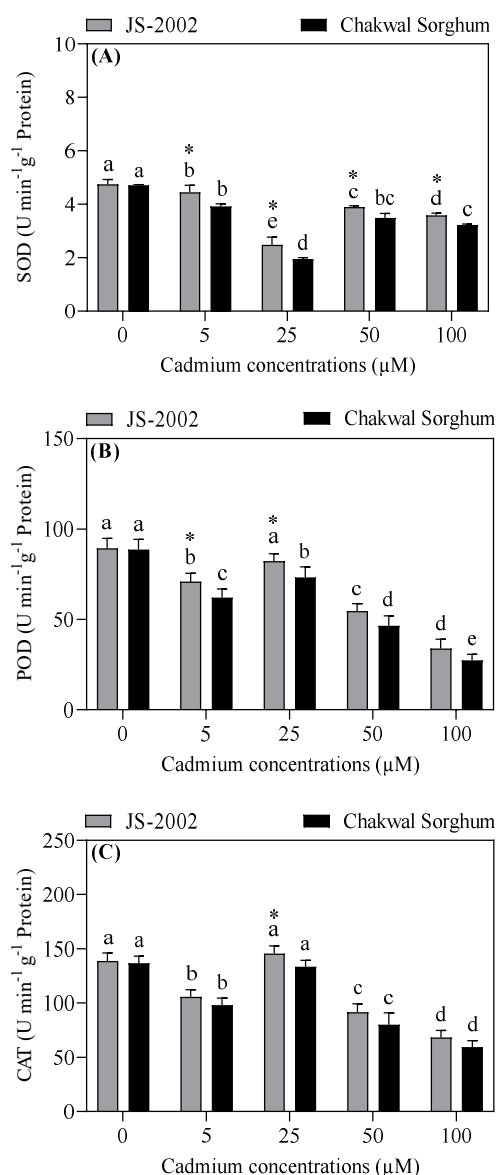 JS-2002 Chakwal Sorghum
(A)
10
8
6
4
2
0
SOD (U min-1g-1 Protein)
a a * b b * e d * c bc * d c
0 5 25 50 100
Cadmium concentrations (µM)
JS-2002 Chakwal Sorghum
(B)
150
100
50
0
POD (U min-1g-1 Protein)
a a * b c * a b c d d e
0 5 25 50 100
Cadmium concentrations (µM)
JS-2002 Chakwal Sorghum
(C)
250
200
150
100
50
0
CAT (U min-1 g-1 Protein)
a a b b * a a c c d d
0 5 25 50 100
Cadmium concentrations (µM)